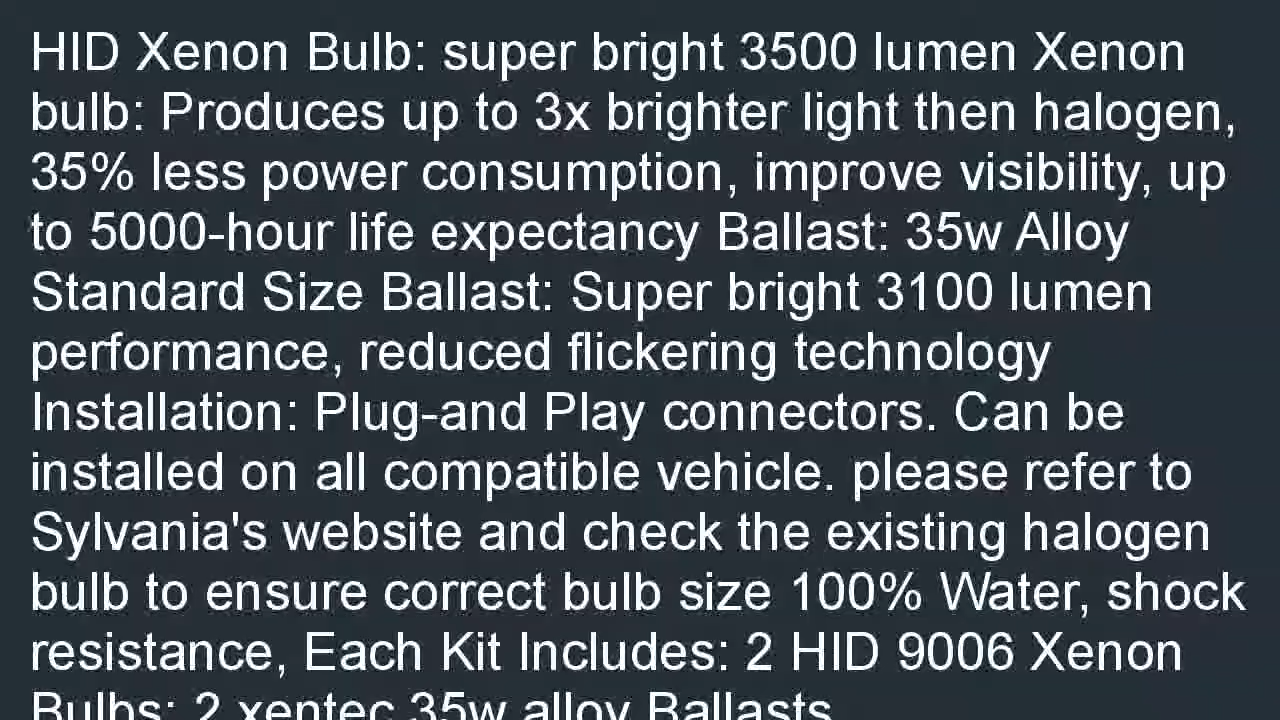 HID Xenon Bulb: super bright 3500 lumen Xenon
bulb: Produces up to 3x brighter light then halogen,
35% less power consumption, improve visibility, up
to 5000-hour life expectancy Ballast: 35w Alloy
Standard Size Ballast: Super bright 3100 lumen
performance, reduced flickering technology
Installation: Plug-and Play connectors. Can be
installed on all compatible vehicle. please refer to
Sylvania's website and check the existing halogen
bulb to ensure correct bulb size 100% Water, shock
resistance, Each Kit Includes: 2 HID 9006 Xenon
Bulbs; 2 xentec 35w alloy Ballasts